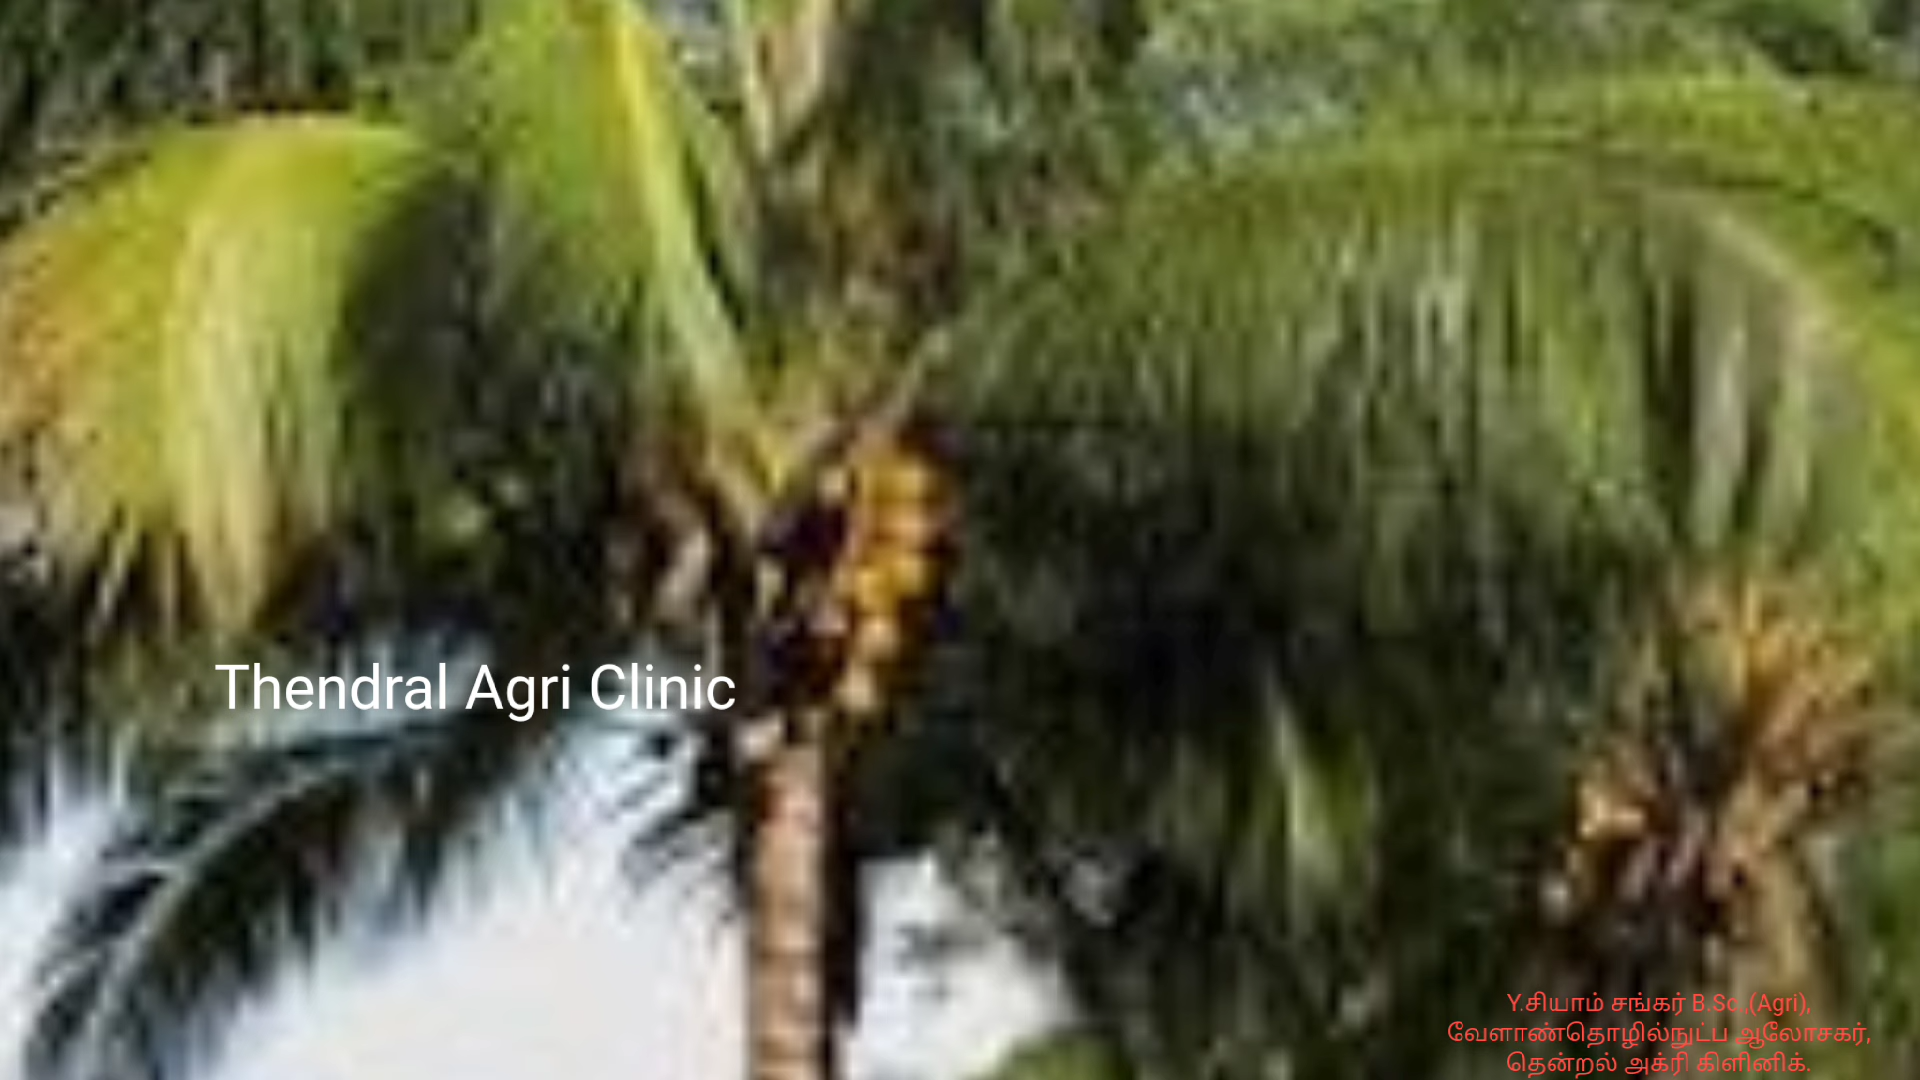 Thendral Agri Clinic
Y.சியாம் சங்கர் B.Sc.,(Agri),
வேளாண்தொழில்நுட்ப ஆலோசகர்,
தென்றல் அக்ரி கிளினிக்.